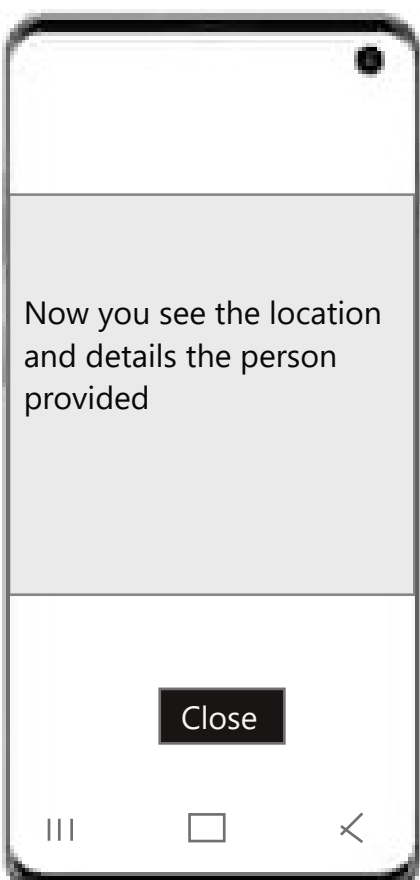 Now you see the location
and details the person
provided
Close